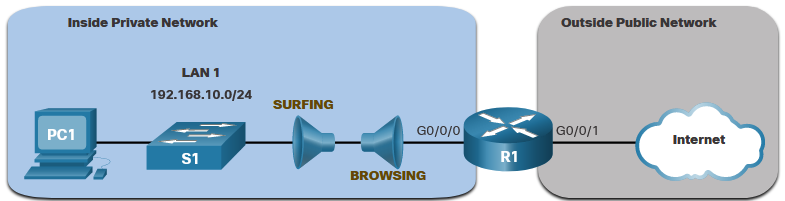 Inside Private Network
Outside Public Network
LAN 1
192.168.10.0/24
SURFING
PC1
S1
BROWSING
G0/0/0
R1
G0/0/1
Internet